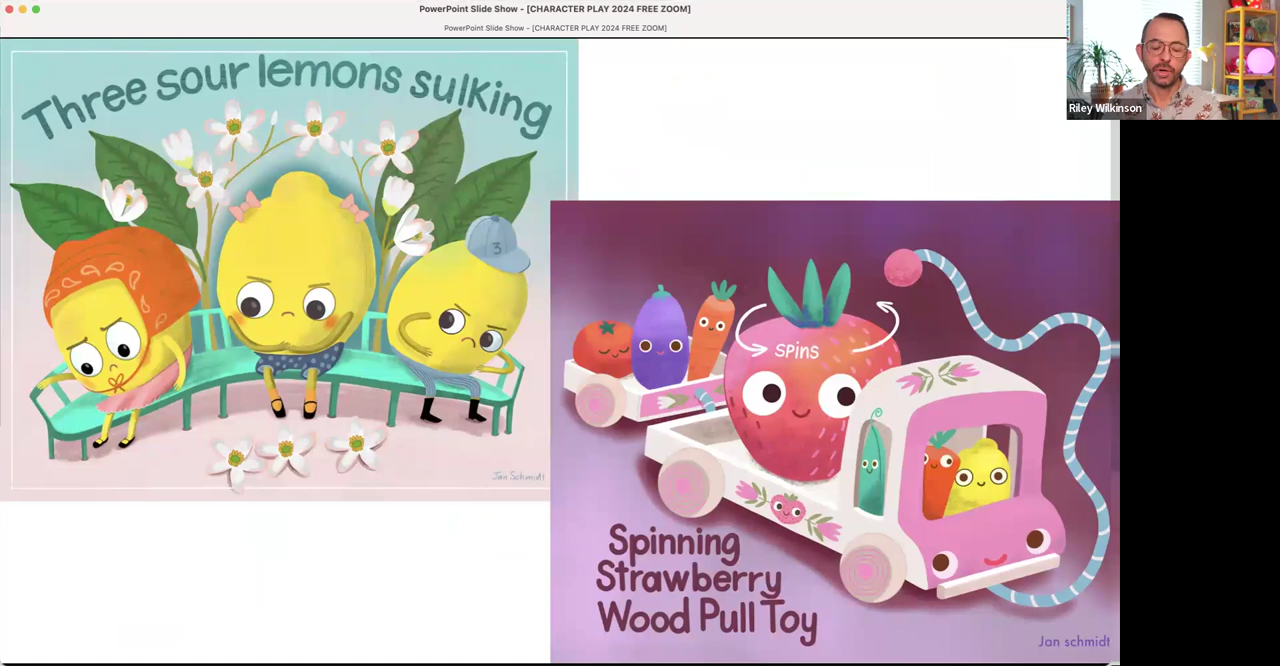 PowerPoint Slide Show - [CHARACTER PLAY 2024 FREE ZOOM]
PowerPoint Slide Show - [CHARACTER PLAY 2024 FREE ZOOM]
Riley Wilkinson
Three sour lemons sulking
3
Jan Schmidt
SPINS
Spinning
Strawberry
Wood Pull Toy
Jan schmidt